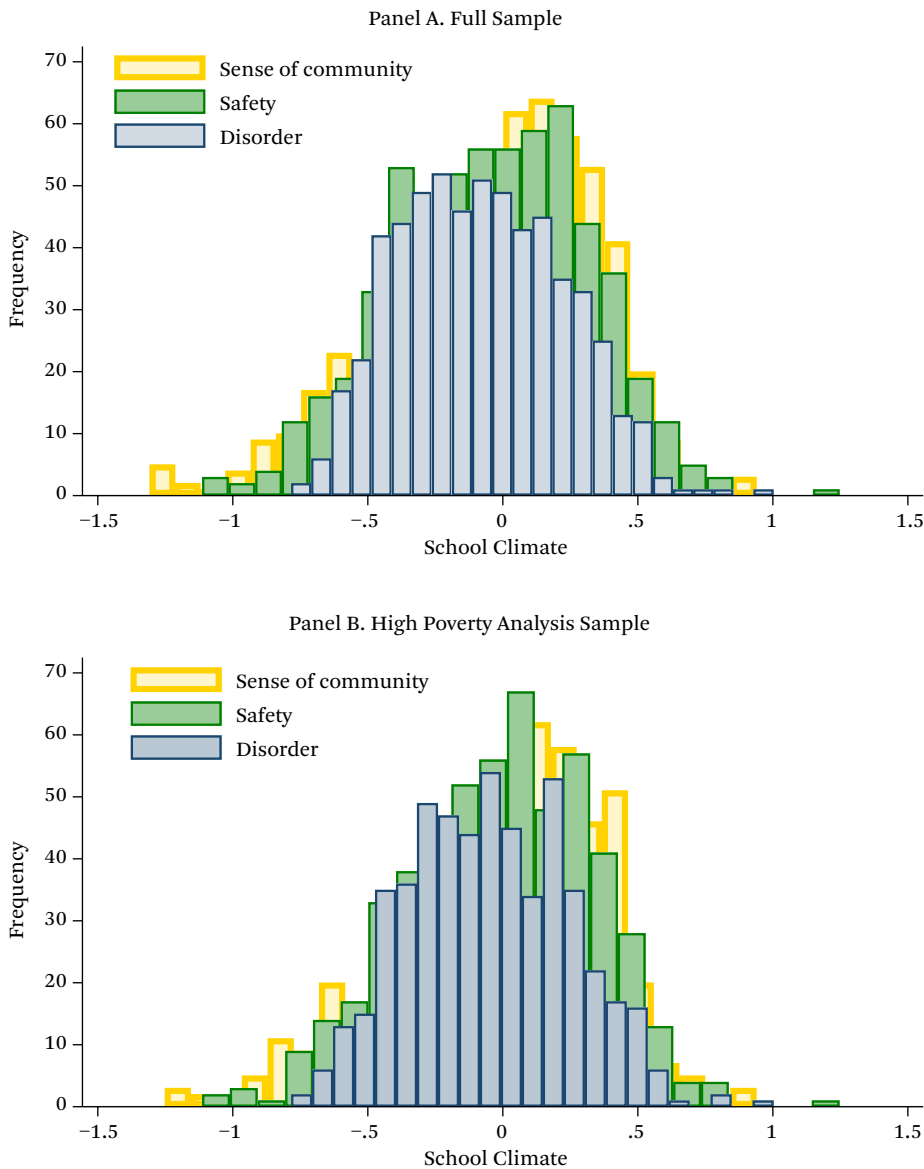 Panel A. Full Sample
70
60
50
40
30
20
10
0
Frequency
Sense of community
Safety
Disorder
−1.5
−1
−.5
0
.5
1
1.5
School Climate
Panel B. High Poverty Analysis Sample
70
60
50
40
30
20
10
0
Frequency
Sense of community
Safety
Disorder
−1.5
−1
−.5
0
.5
1
1.5
School Climate